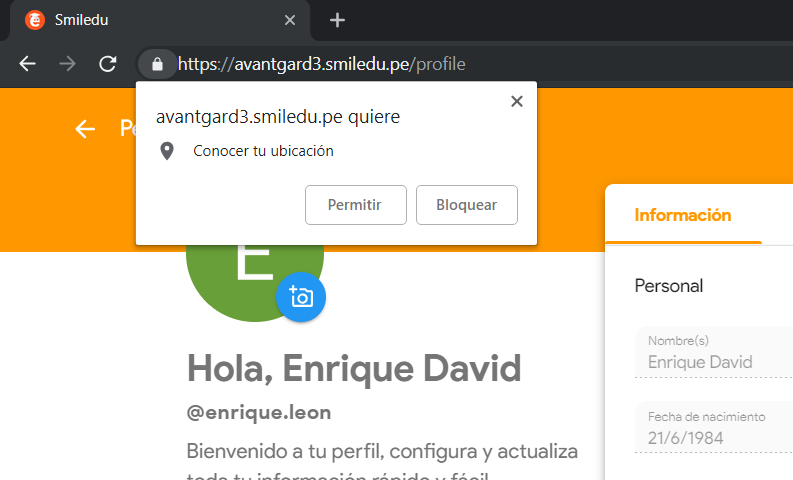 Smiledu
https://avantgard3.smiledu.pe/profile
avantgard3.smiledu.pe quiere
Conocer tu ubicación
Permitir
Bloquear
E
Información
Personal
Nombre(s)
Enrique David
Fecha de nacimiento
21/6/1984
Hola, Enrique David
@enrique.leon
Bienvenido a tu perfil, configura y actualiza
toda tu información rápido y fácil